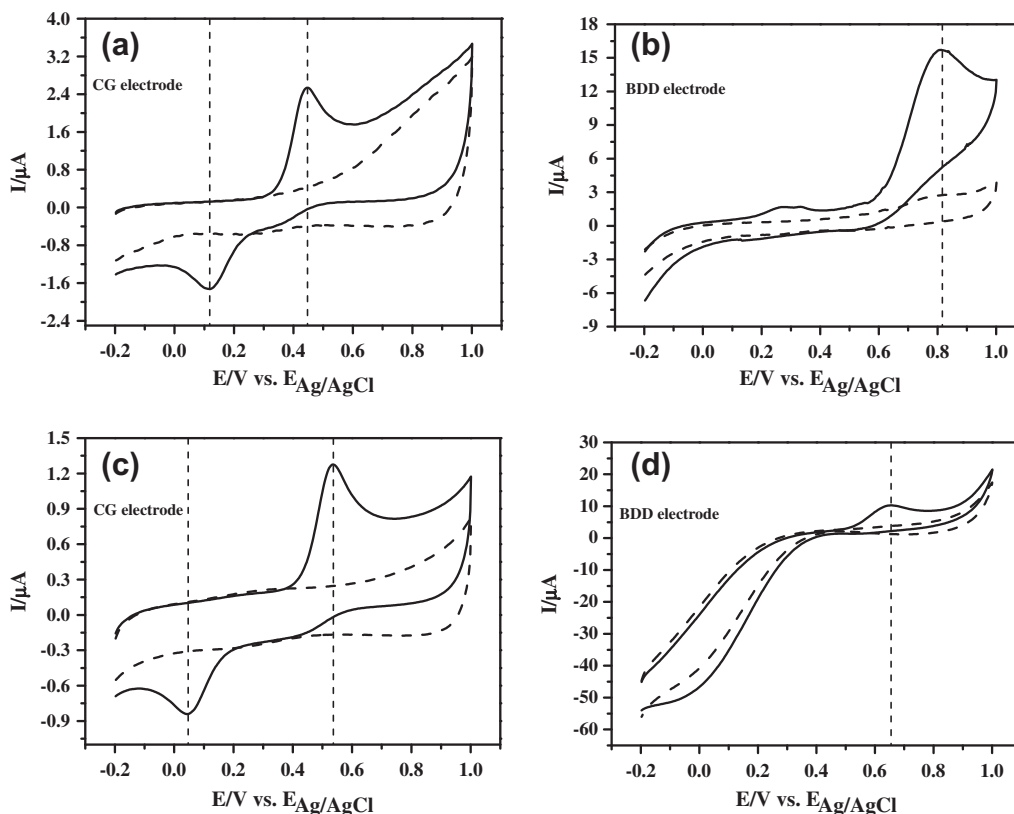 (a)
CG electrode
4.0
3.2
2.4
1.6
0.8
0.0
-0.8
-1.6
-2.4
I/µA
-0.2 0.0 0.2 0.4 0.6 0.8 1.0
E/V vs. EAg/AgCl
(b)
BDD electrode
18
15
12
9
6
3
0
-3
-6
-9
I/µA
-0.2 0.0 0.2 0.4 0.6 0.8 1.0
E/V vs. EAg/AgCl
(c)
CG electrode
1.5
1.2
0.9
0.6
0.3
0.0
-0.3
-0.6
-0.9
I/µA
-0.2 0.0 0.2 0.4 0.6 0.8 1.0
E/V vs. EAg/AgCl
(d)
BDD electrode
30
20
10
0
-10
-20
-30
-40
-50
-60
I/µA
-0.2 0.0 0.2 0.4 0.6 0.8 1.0
E/V vs. EAg/AgCl